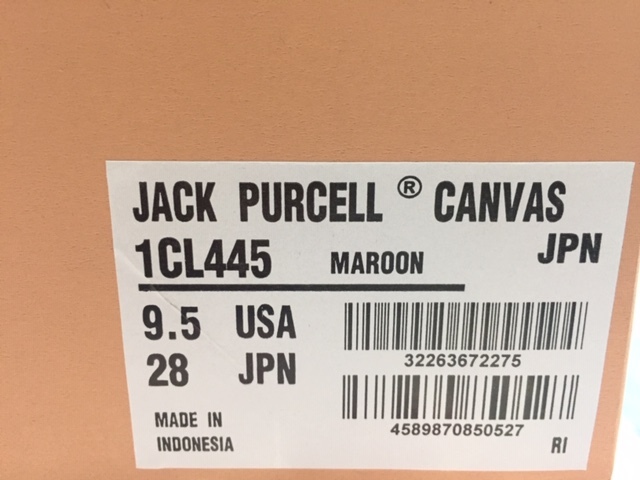 JACK PURCELL ® CANVAS
1CL445 MAROON JPN
9.5 USA
28 JPN
32263672275
4589870850527
MADE IN
INDONESIA
RI